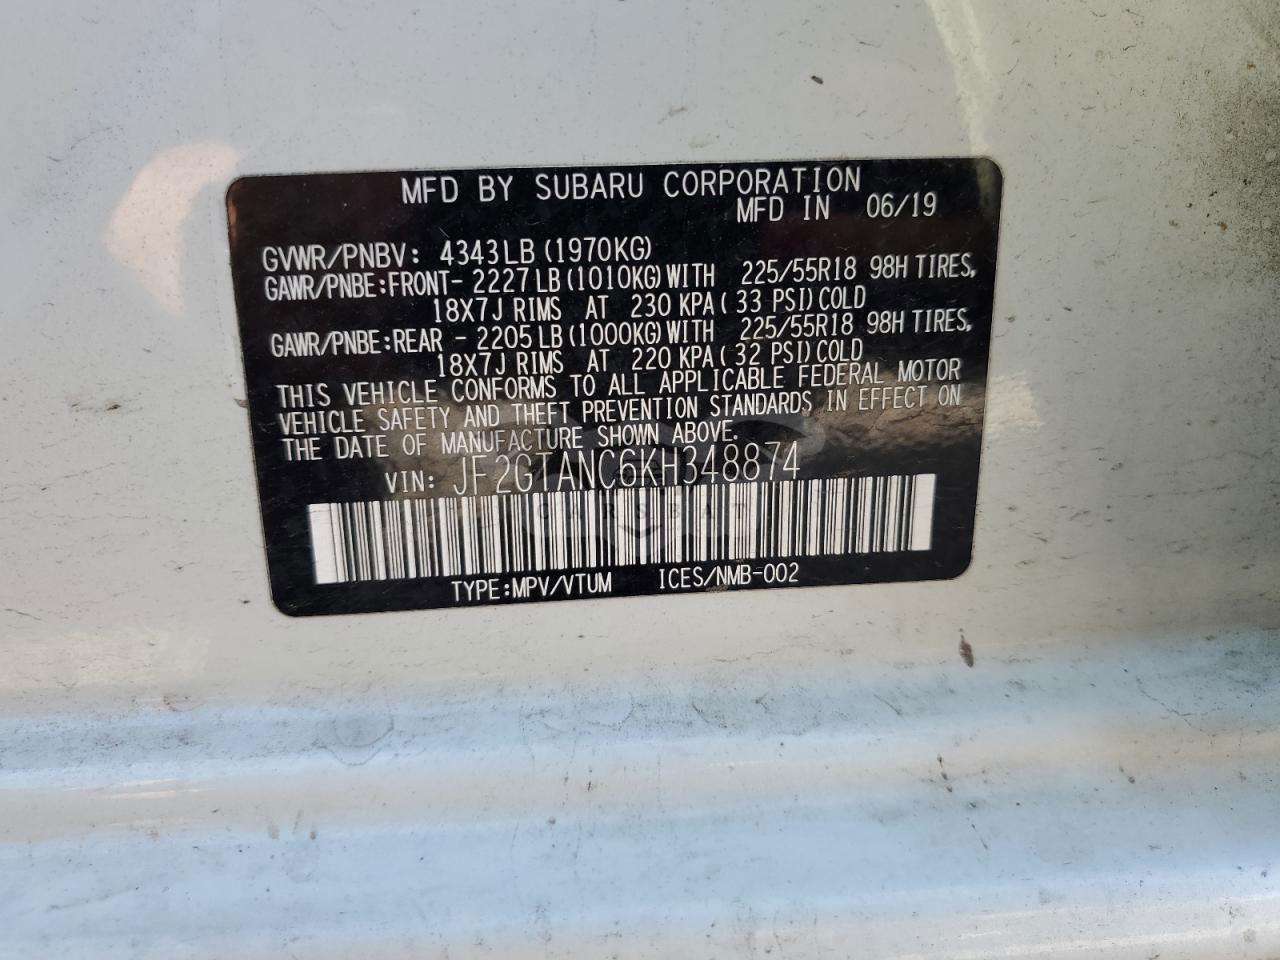 MFD BY SUBARU CORPORATION
MFD IN 06/19
GVWR/PNBV: 4343LB(1970KG)
GAWR/PNBE:FRONT- 2227LB(1010KG)WITH 225/55R18 98H TIRES,
18X7J RIMS AT 230 KPA(33 PSI)COLD
GAWR/PNBE:REAR - 2205LB(1000KG)WITH 225/55R18 98H TIRES,
18X7J RIMS AT 220 KPA(32 PSI)COLD
THIS VEHICLE CONFORMS TO ALL APPLICABLE FEDERAL MOTOR
VEHICLE SAFETY AND THEFT PREVENTION STANDARDS IN EFFECT ON
THE DATE OF MANUFACTURE SHOWN ABOVE.
VIN: JF2GTANC6KH348874
CARSBAT
TYPE:MPV/VTUM ICES/NMB-002